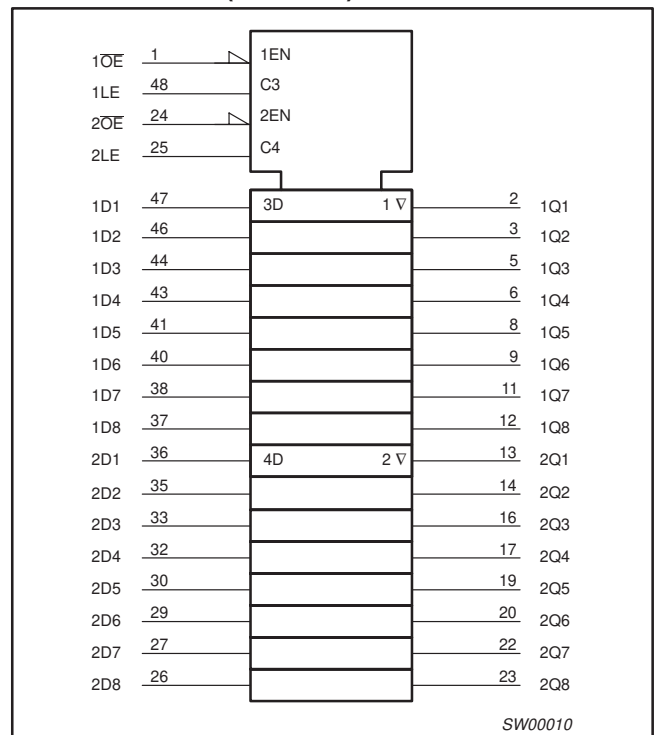 1O̅E̅ 1 1EN
1LE 48 C3
2O̅E̅ 24 2EN
2LE 25 C4
1D1 47 3D 1 ∇ 2 1Q1
1D2 46 3 1Q2
1D3 44 5 1Q3
1D4 43 6 1Q4
1D5 41 8 1Q5
1D6 40 9 1Q6
1D7 38 11 1Q7
1D8 37 12 1Q8
2D1 36 4D 2 ∇ 13 2Q1
2D2 35 14 2Q2
2D3 33 16 2Q3
2D4 32 17 2Q4
2D5 30 19 2Q5
2D6 29 20 2Q6
2D7 27 22 2Q7
2D8 26 23 2Q8
SW00010